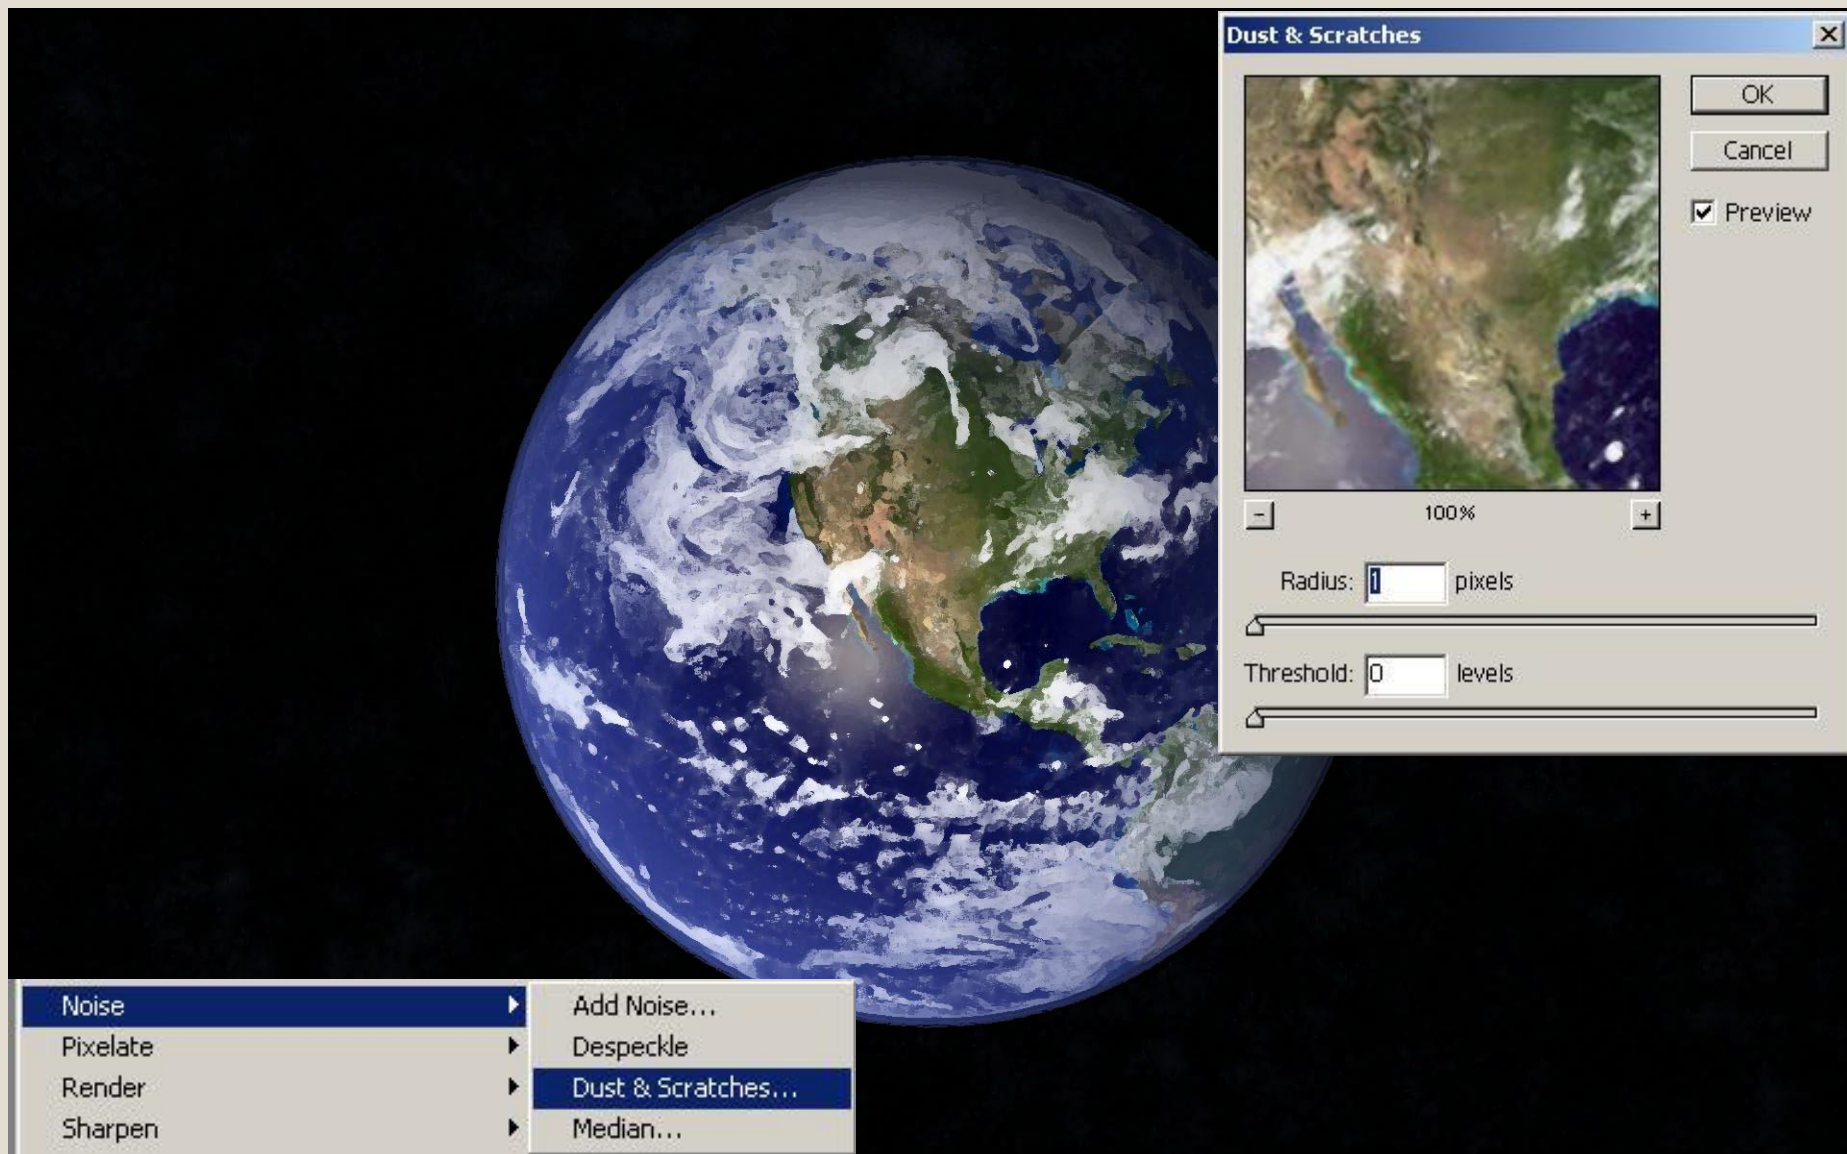 Dust & Scratches
OK
Cancel
Preview
100%
Radius: 1 pixels
Threshold: 0 levels
Noise
Pixelate
Render
Sharpen
Add Noise...
Despeckle
Dust & Scratches...
Median...